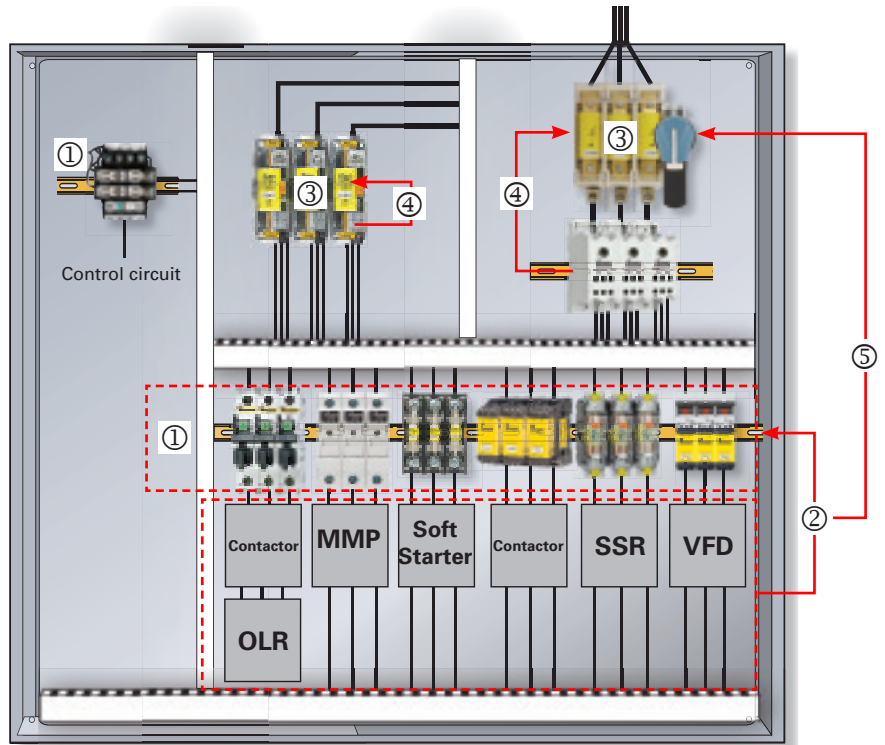 ①
③
④
③
④
Control circuit
⑤
①
②
Contactor
MMP
Soft
Starter
Contactor
SSR
VFD
OLR